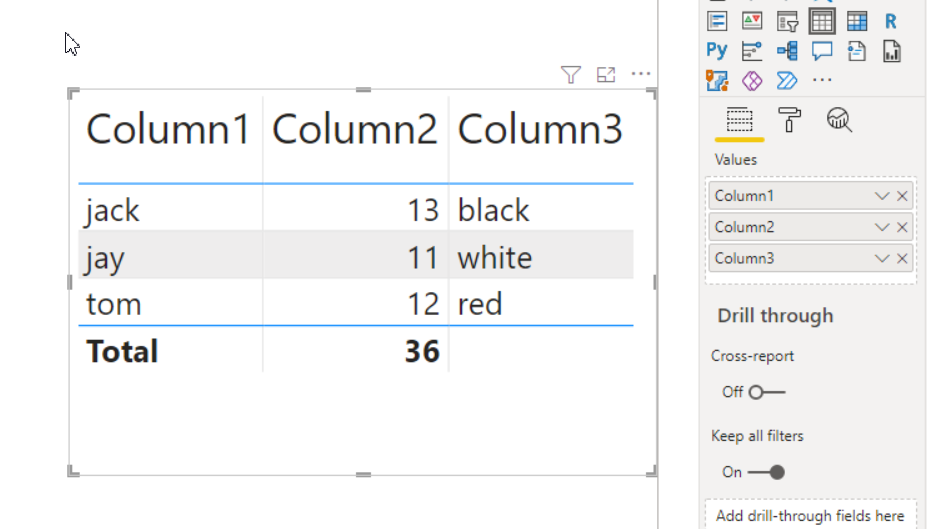 R
Py
Column1 Column2 Column3
jack 13 black
jay 11 white
tom 12 red
Total 36
Values
Column1
Column2
Column3
Drill through
Cross-report
Off
Keep all filters
On
Add drill-through fields here